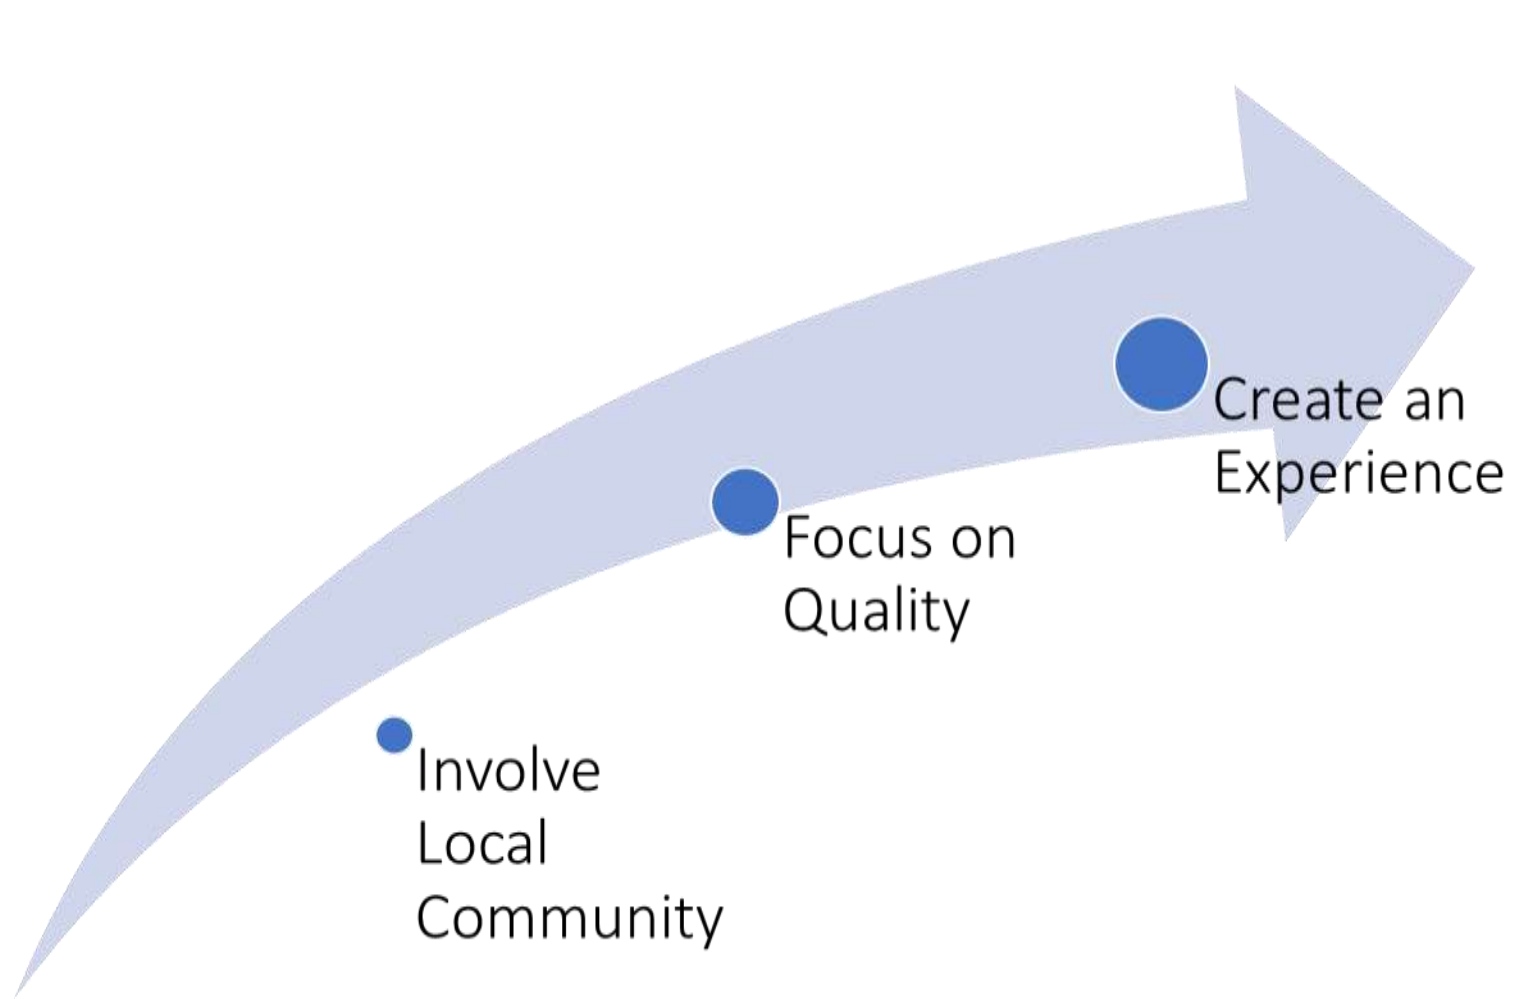 Involve
Local
Community
Focus on
Quality
Create an
Experience